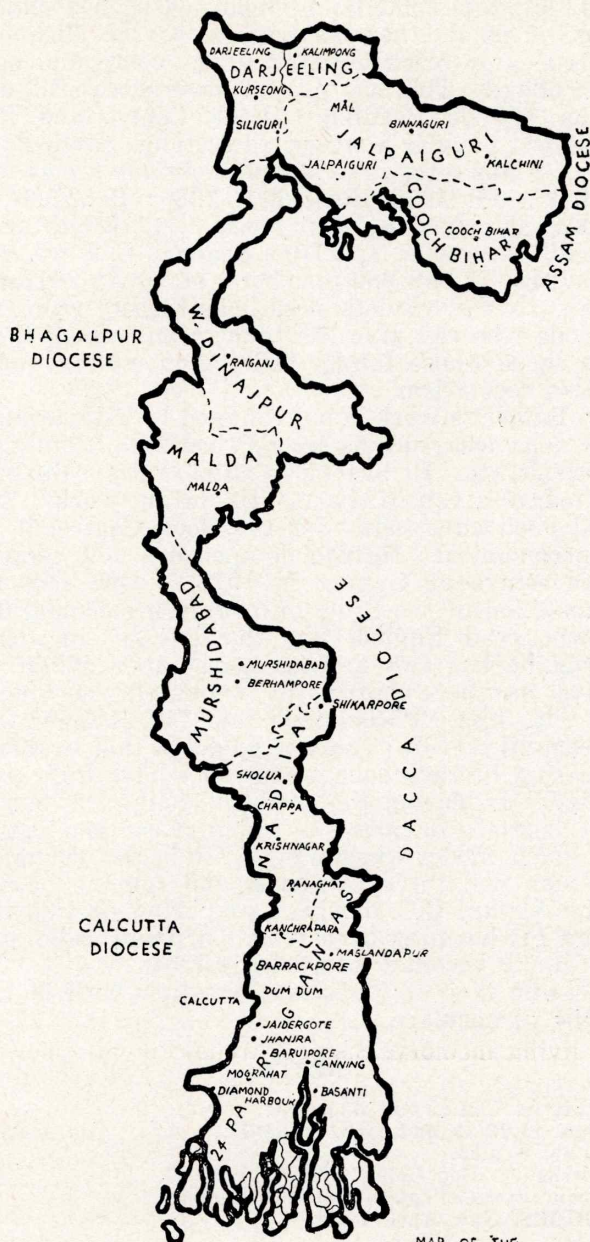 DARJEELING
KALIMPONG
DARJEELING
KURSEONG
MÅL
BINNAGURI
SILIGURI
JALPAIGURI
JALPAIGURI
KALCHINI
COOCH BIHAR
COOCH BIHAR
ASSAM DIOCESE
BHAGALPUR
DIOCESE
W-DINAJPUR
RAIGANJ
MALDA
MALDA
MURSHIDABAD
MURSHIDABAD
BERHAMPORE
SHIKARPORE
DACCA DIOCESE
NADIA
SHOLUA
CHAPPA
KRISHNAGAR
RANAGHAT
CALCUTTA
DIOCESE
KANCHRAPARA
MASLANDAPUR
BARRACKPORE
CALCUTTA
DUM DUM
24 PARGANAS
JAIDERGOTE
JHANJRA
BARUIPORE
CANNING
MOGRAHAT
DIAMOND
HARBOUR
BASANTI
MAP OF THE